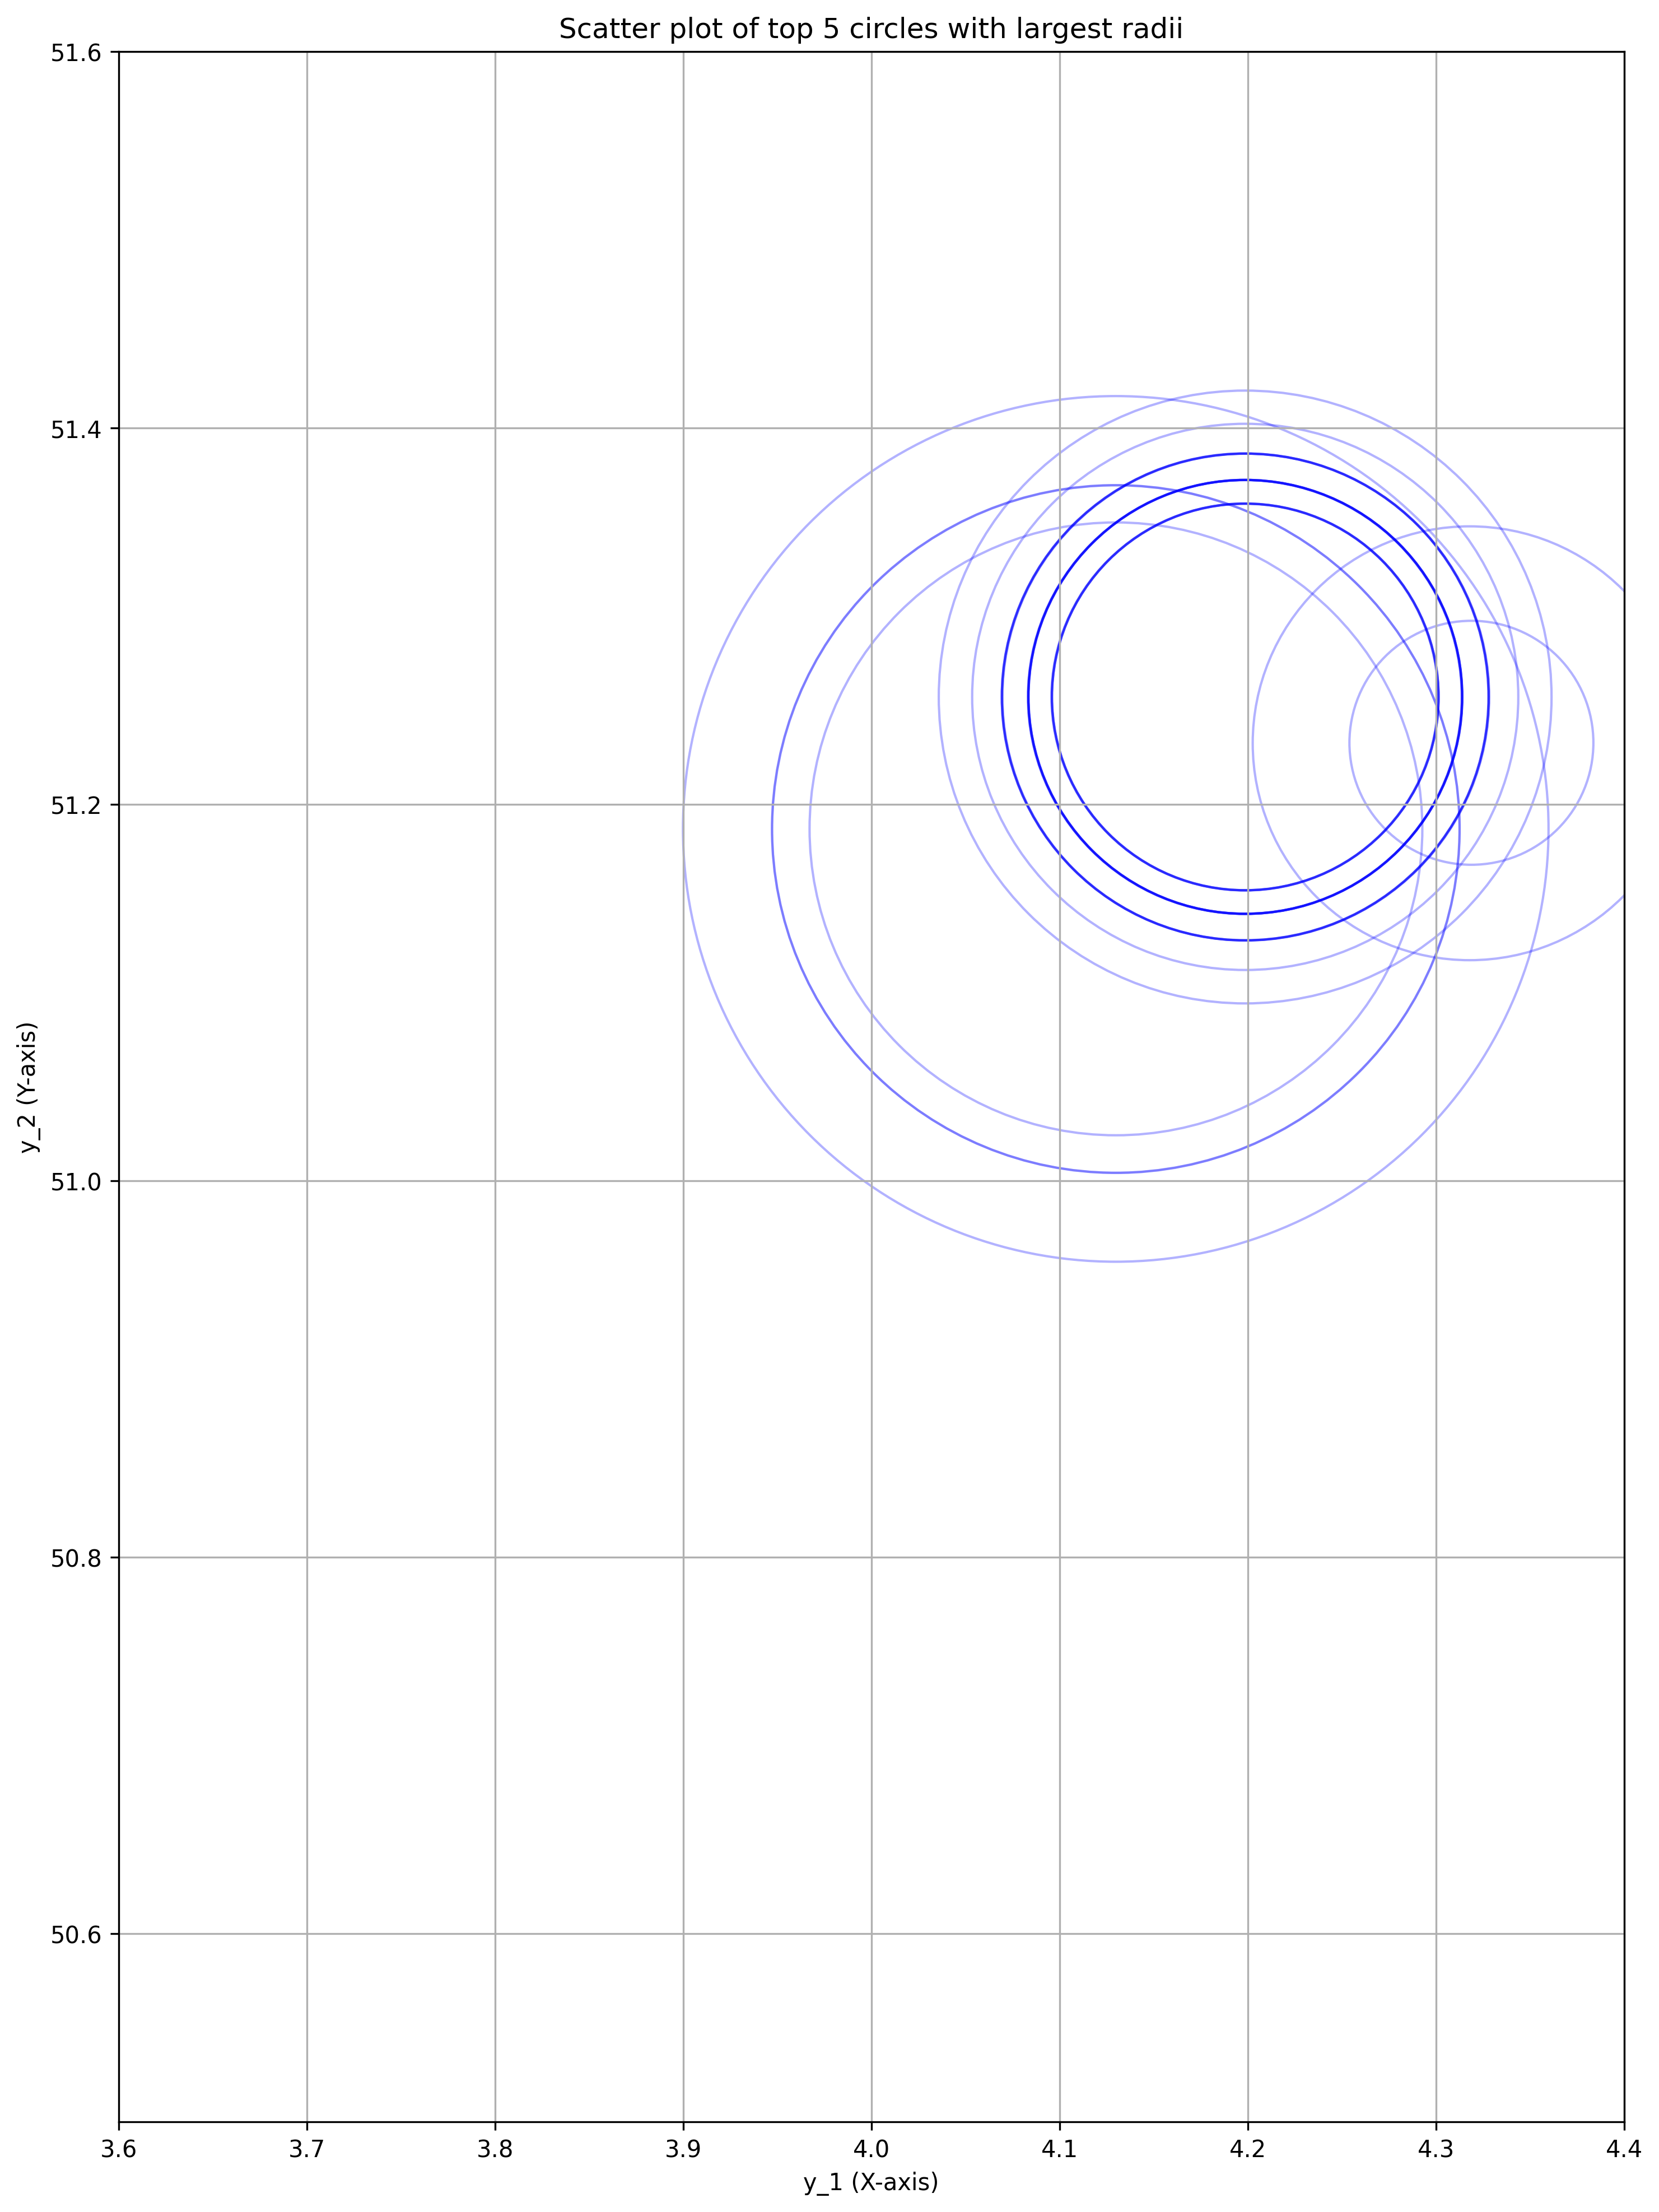 Scatter plot of top 5 circles with largest radii
51.6
51.4
51.2
51.0
50.8
50.6
y_2 (Y-axis)
3.6 3.7 3.8 3.9 4.0 4.1 4.2 4.3 4.4
y_1 (X-axis)